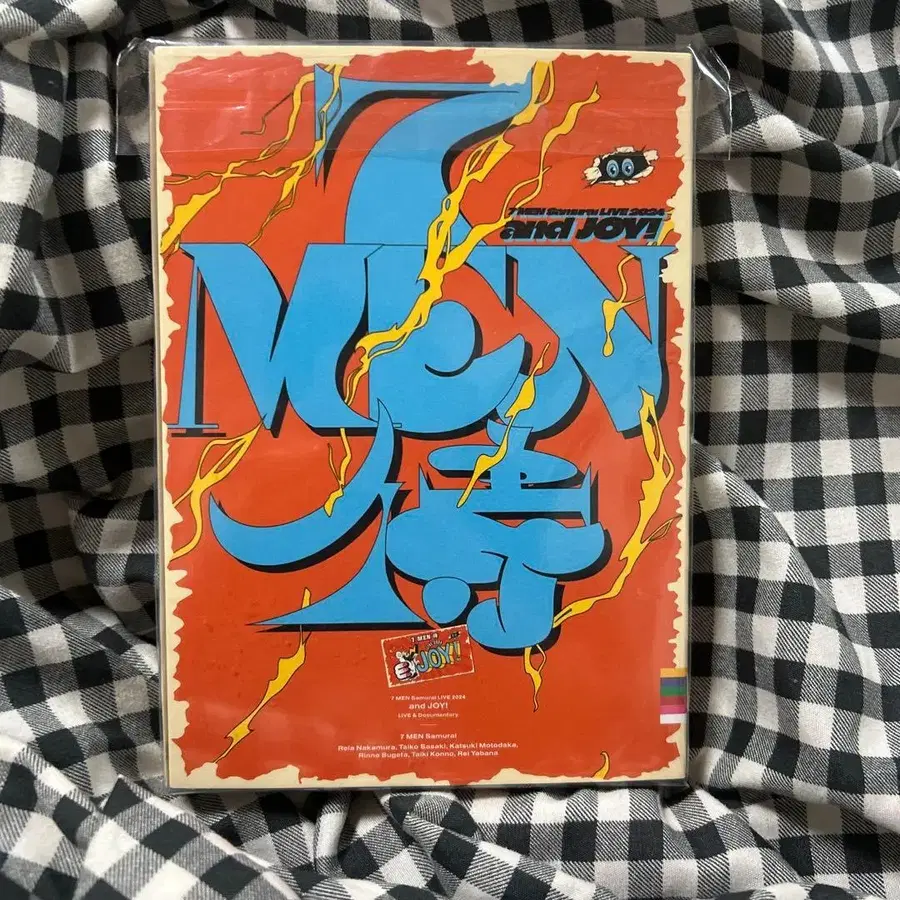 7
7 MEN Samurai LIVE 2024
and JOY!
MEN
侍
7 MEN 侍
JOY!
7 MEN Samurai LIVE 2024
and JOY!
LIVE & Documentary
7 MEN Samurai
Reia Nakamura, Taiko Sasaki, Katsuki Motodaka,
Rinne Sugeta, Taiki Konno, Rei Yabana